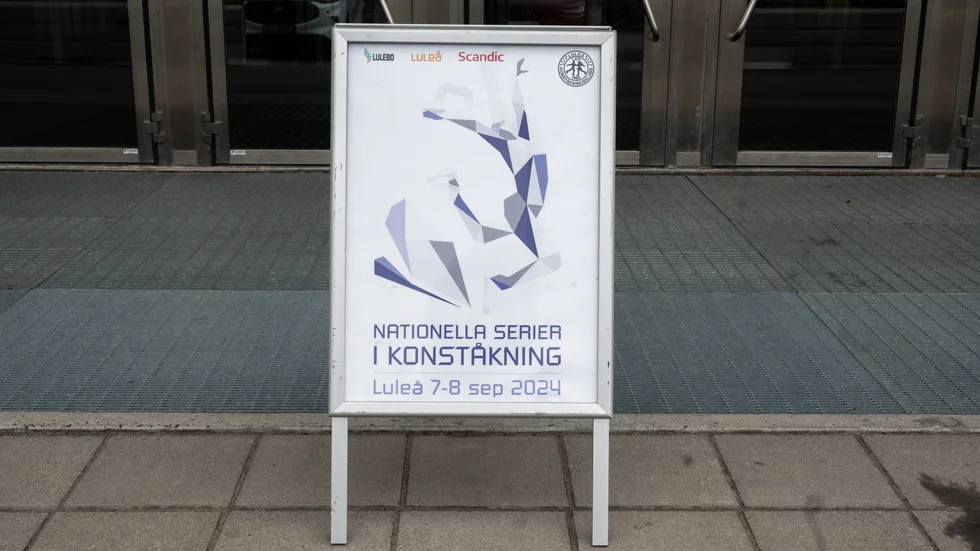 LULEBO LULEÅ Scandic
NATIONELLA SERIER
I KONSTÅKNING
Luleå 7-8 sep 2024